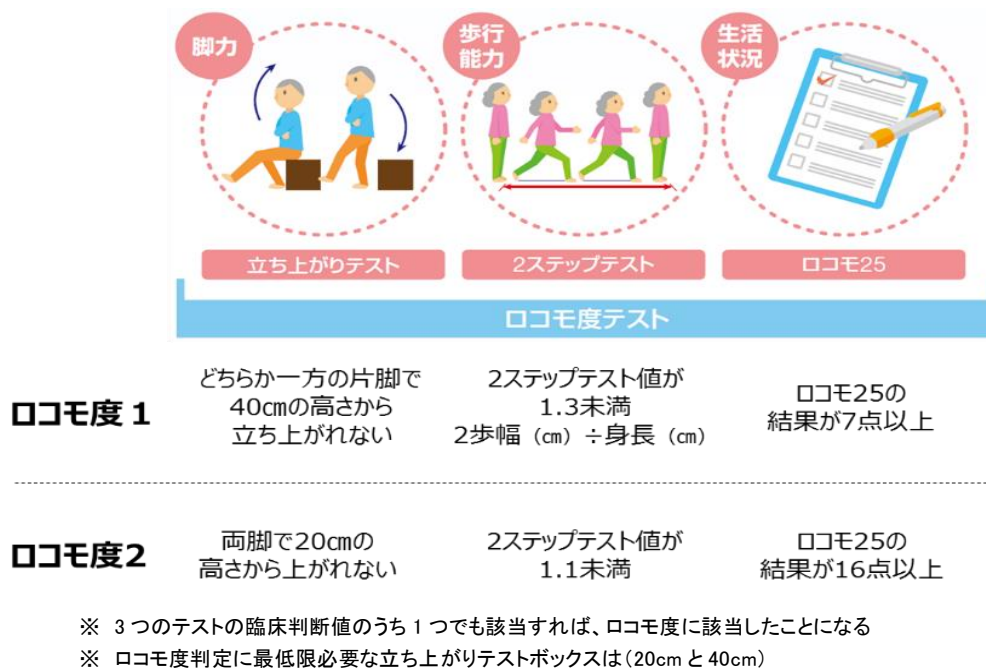 脚力
歩行
能力
生活
状況
立ち上がりテスト
2ステップテスト
ロコモ25
ロコモ度テスト
ロコモ度1
どちらか一方の片脚で
40㎝の高さから
立ち上がれない
2ステップテスト値が
1.3未満
2歩幅（㎝）÷身長（㎝）
ロコモ25の
結果が7点以上
ロコモ度2
両脚で20㎝の
高さから上がれない
2ステップテスト値が
1.1未満
ロコモ25の
結果が16点以上
※ 3つのテストの臨床判断値のうち1つでも該当すれば、ロコモ度に該当したことになる
※ ロコモ度判定に最低限必要な立ち上がりテストボックスは（20cmと40cm）